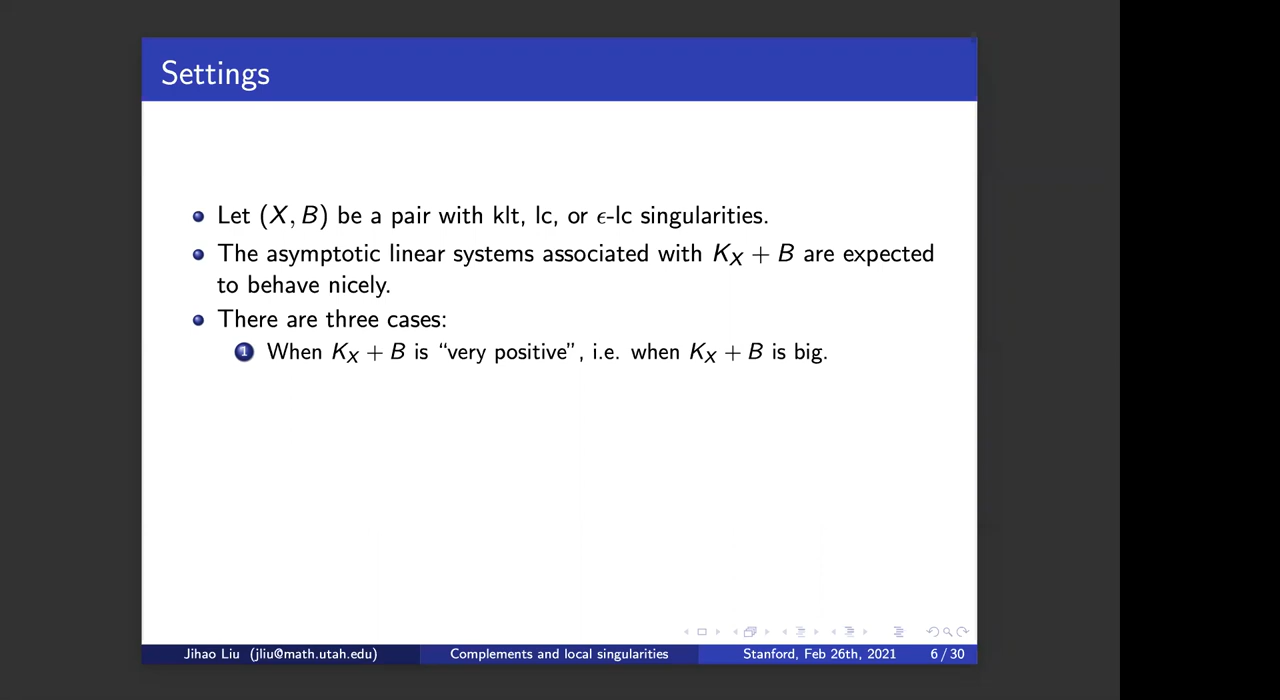 Settings
Let (X, B) be a pair with klt, lc, or ϵ-lc singularities.
The asymptotic linear systems associated with K_X + B are expected
to behave nicely.
There are three cases:
1 When K_X + B is “very positive”, i.e. when K_X + B is big.
Jihao Liu (jliu@math.utah.edu) Complements and local singularities Stanford, Feb 26th, 2021 6 / 30